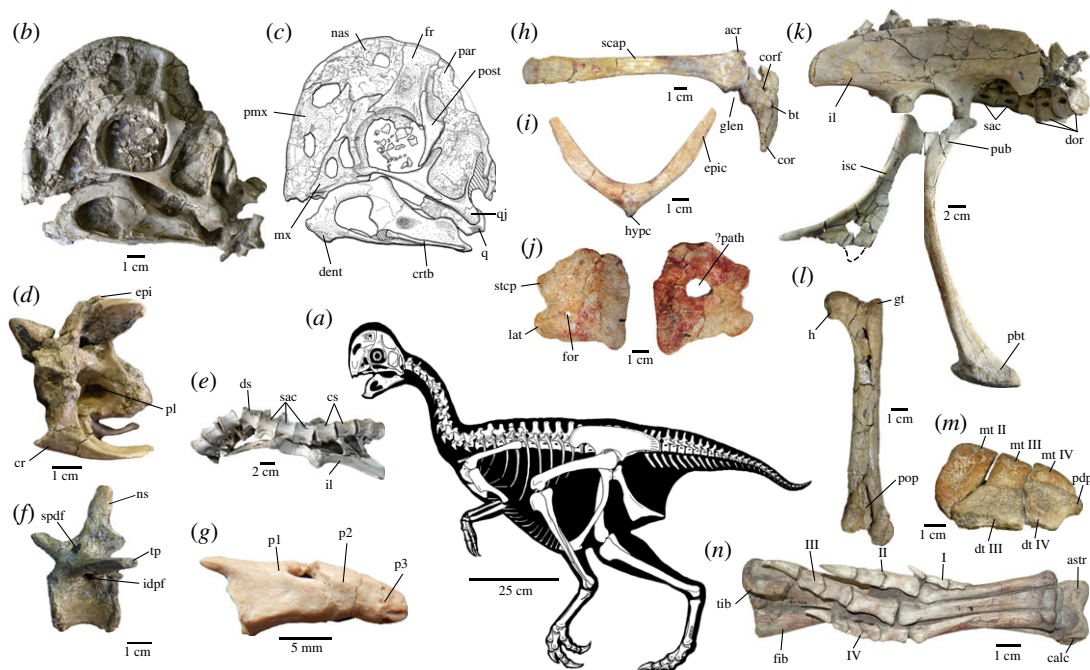 (b)
1 cm
(c)
nas
fr
par
post
pmx
mx
dent
crtb
qj
q
(h)
scap
acr
corf
bt
glen
cor
1 cm
(i)
epic
1 cm
hypc
(j)
?path
stcp
lat
for
1 cm
(k)
il
sac
dor
isc
pub
2 cm
pbt
(l)
gt
h
1 cm
pop
(d)
epi
pl
cr
1 cm
(a)
25 cm
(e)
ds
sac
cs
2 cm
il
(f)
ns
spdf
tp
idpf
1 cm
(g)
p1
p2
p3
5 mm
(m)
mt II
mt III
mt IV
pdp
1 cm
dt III
dt IV
(n)
III
II
I
astr
tib
fib
IV
1 cm
calc